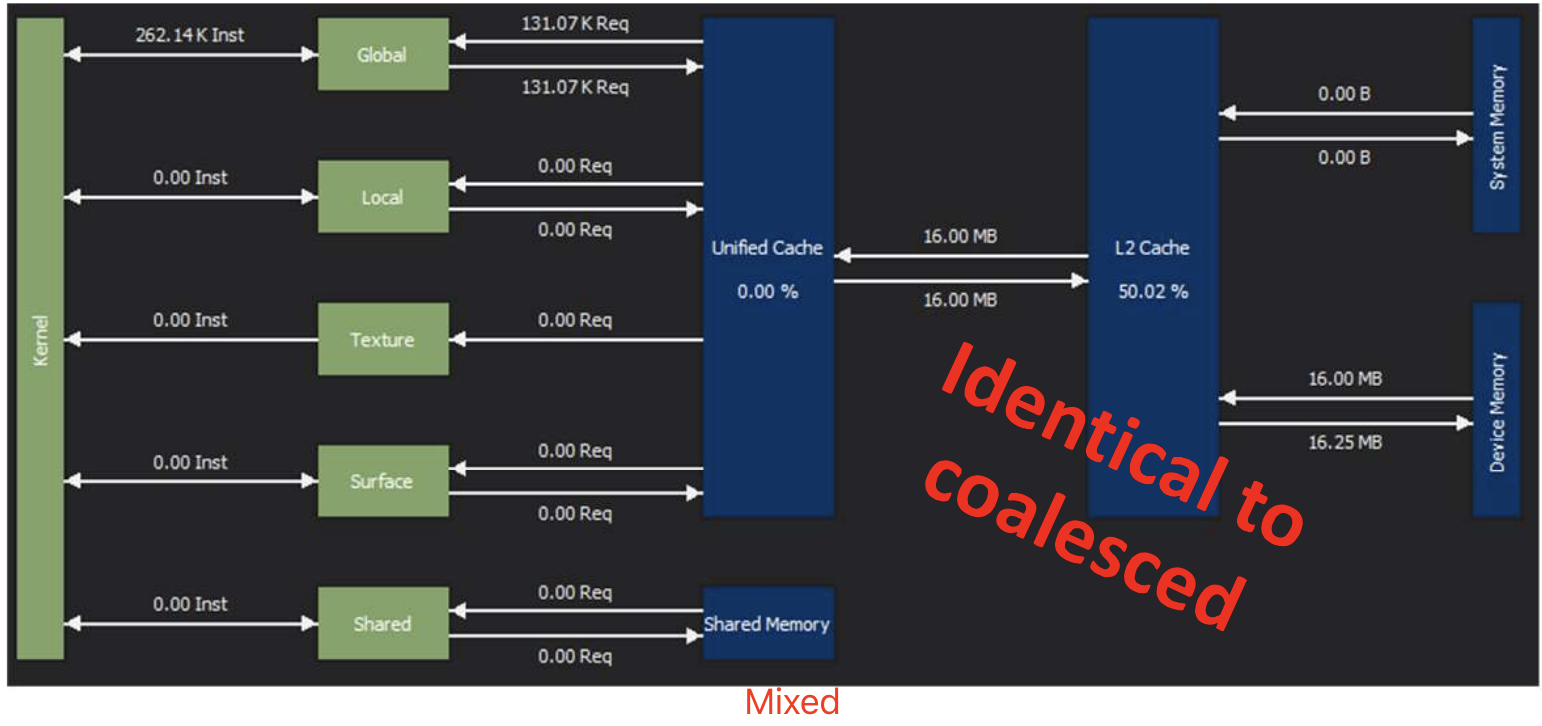 Kernel
262.14 K Inst
Global
131.07 K Req
131.07 K Req
0.00 Inst
Local
0.00 Req
0.00 Req
0.00 Inst
Texture
0.00 Req
0.00 Inst
Surface
0.00 Req
0.00 Req
0.00 Inst
Shared
0.00 Req
0.00 Req
Unified Cache
0.00 %
Shared Memory
16.00 MB
16.00 MB
L2 Cache
50.02 %
0.00 B
0.00 B
System Memory
16.00 MB
16.25 MB
Device Memory
Identical to
coalesced
Mixed